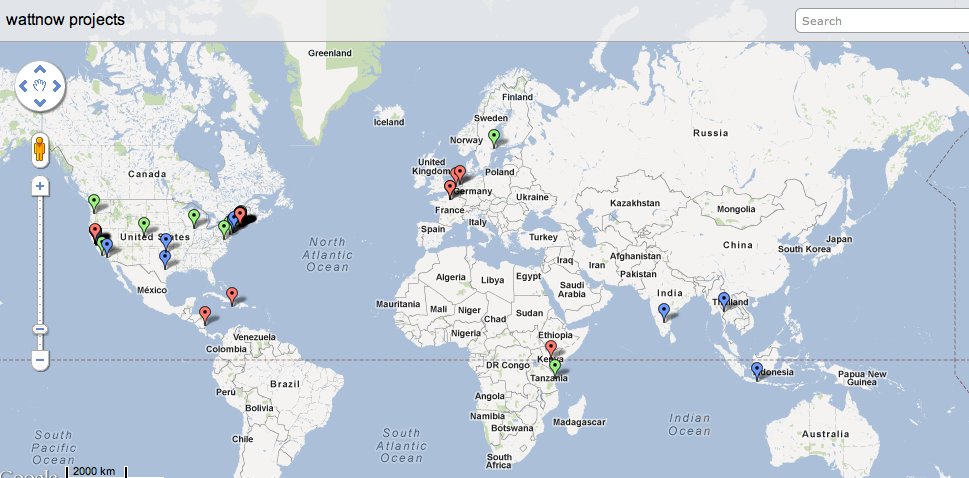 wattnow projects
Search
Greenland
Iceland
Finland
Sweden
Norway
Russia
United
Kingdom
Poland
Canada
Germany
Ukraine
France
Kazakhstan
Mongolia
Italy
United States
Spain
Turkey
Japan
South Korea
China
North
Atlantic
Ocean
Afghanistan
Iraq
Iran
Pakistan
Algeria
Libya
Egypt
Saudi
Arabia
México
India
Thailand
Mauritania
Mali
Niger
Chad
Sudan
Nigeria
Ethiopia
Venezuela
Colombia
Kenya
DR Congo
Indonesia
Papua New
Guinea
Tanzania
Brazil
Perú
Angola
Bolivia
Namibia
Botswana
Madagascar
Indian
Ocean
Australia
Chile
South
Pacific
Ocean
South
Atlantic
Ocean
South
Africa
Google
2000 km